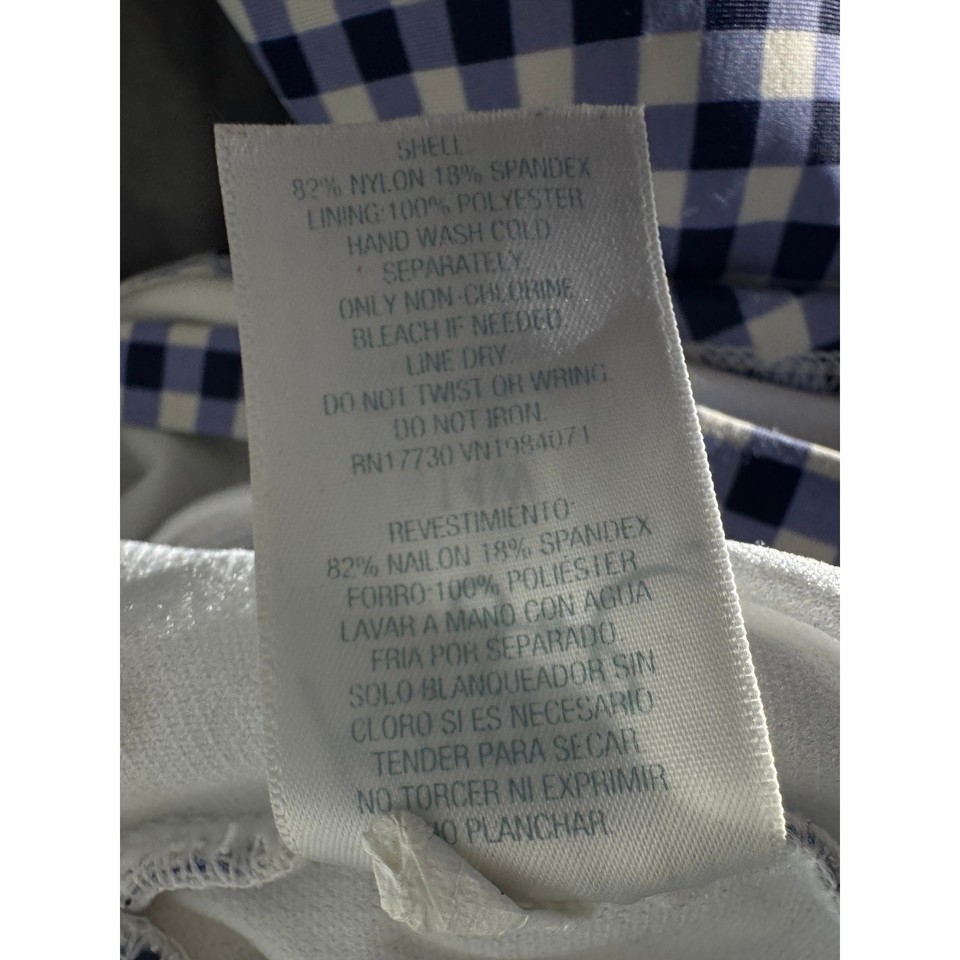 SHELL:
82% NYLON 18% SPANDEX
LINING:100% POLYESTER
HAND WASH COLD
SEPARATELY.
ONLY NON-CHLORINE
BLEACH IF NEEDED.
LINE DRY.
DO NOT TWIST OR WRING.
DO NOT IRON.
RN17730 VN1984071
REVESTIMIENTO:
82% NAILON 18% SPANDEX
FORRO:100% POLIÉSTER
LAVAR A MANO CON AGUA
FRIA POR SEPARADO.
SOLO BLANQUEADOR SIN
CLORO SI ES NECESARIO
TENDER PARA SECAR
NO TORCER NI EXPRIMIR
NO PLANCHAR